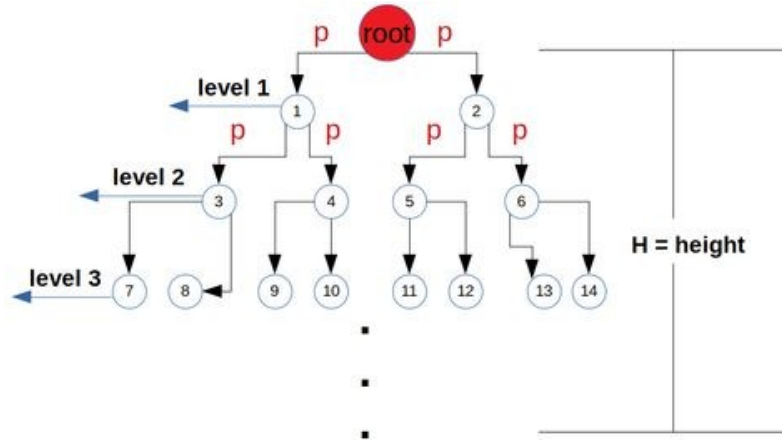 p root p
level 1
1 2
p p p p
level 2
3 4 5 6
H = height
level 3
7 8 9 10 11 12 13 14